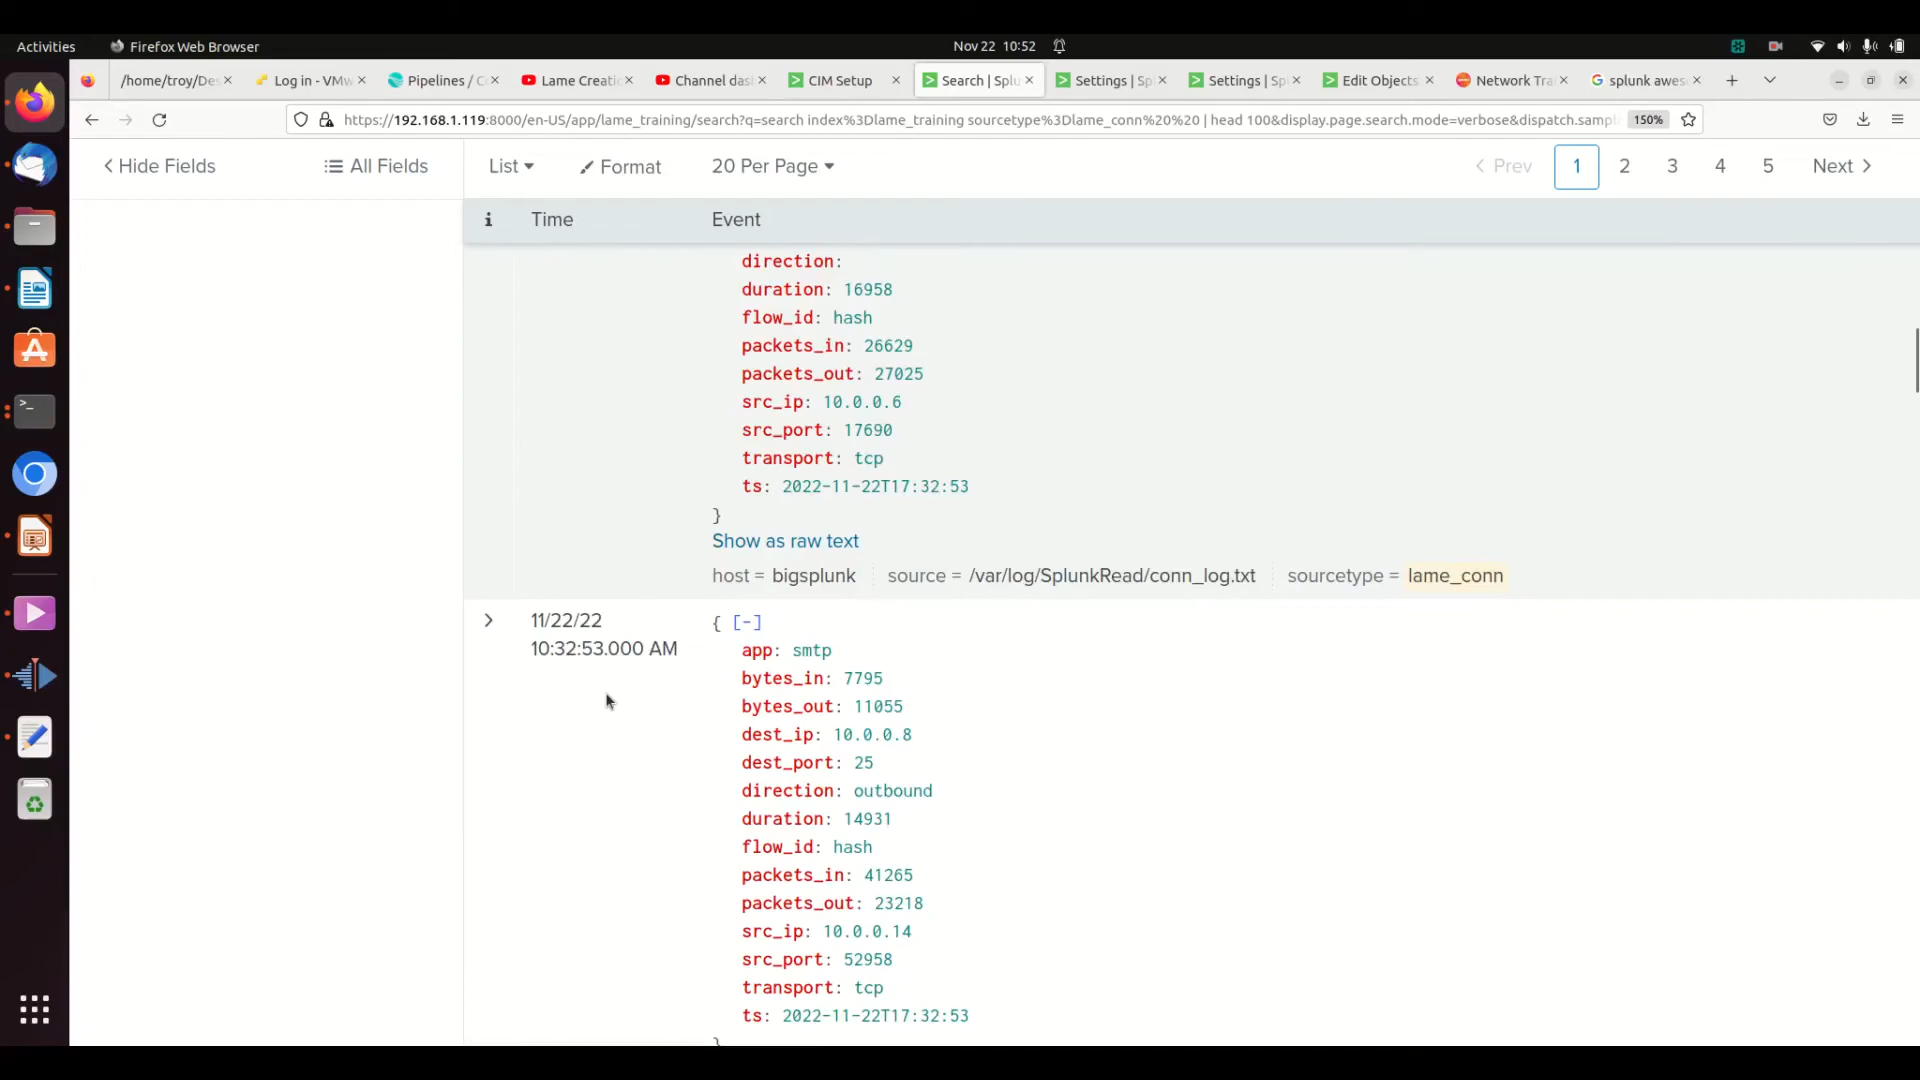 Activities Firefox Web Browser Nov 22 10:52
/home/troy/Des Log in - VMw Pipelines / C Lame Creatio Channel das CIM Setup Search | Splu Settings | Sp Settings | Sp Edit Objects Network Tra splunk awes
https://192.168.1.119:8000/en-US/app/lame_training/search?q=search index%3Dlame_training sourcetype%3Dlame_conn%20%20 | head 100&display.page.search.mode=verbose&dispatch.sampl 150%
Hide Fields All Fields List Format 20 Per Page Prev 1 2 3 4 5 Next
i Time Event
direction:
duration: 16958
flow_id: hash
packets_in: 26629
packets_out: 27025
src_ip: 10.0.0.6
src_port: 17690
transport: tcp
ts: 2022-11-22T17:32:53
}
Show as raw text
host = bigsplunk source = /var/log/SplunkRead/conn_log.txt sourcetype = lame_conn
11/22/22
10:32:53.000 AM
{ [-]
app: smtp
bytes_in: 7795
bytes_out: 11055
dest_ip: 10.0.0.8
dest_port: 25
direction: outbound
duration: 14931
flow_id: hash
packets_in: 41265
packets_out: 23218
src_ip: 10.0.0.14
src_port: 52958
transport: tcp
ts: 2022-11-22T17:32:53
}